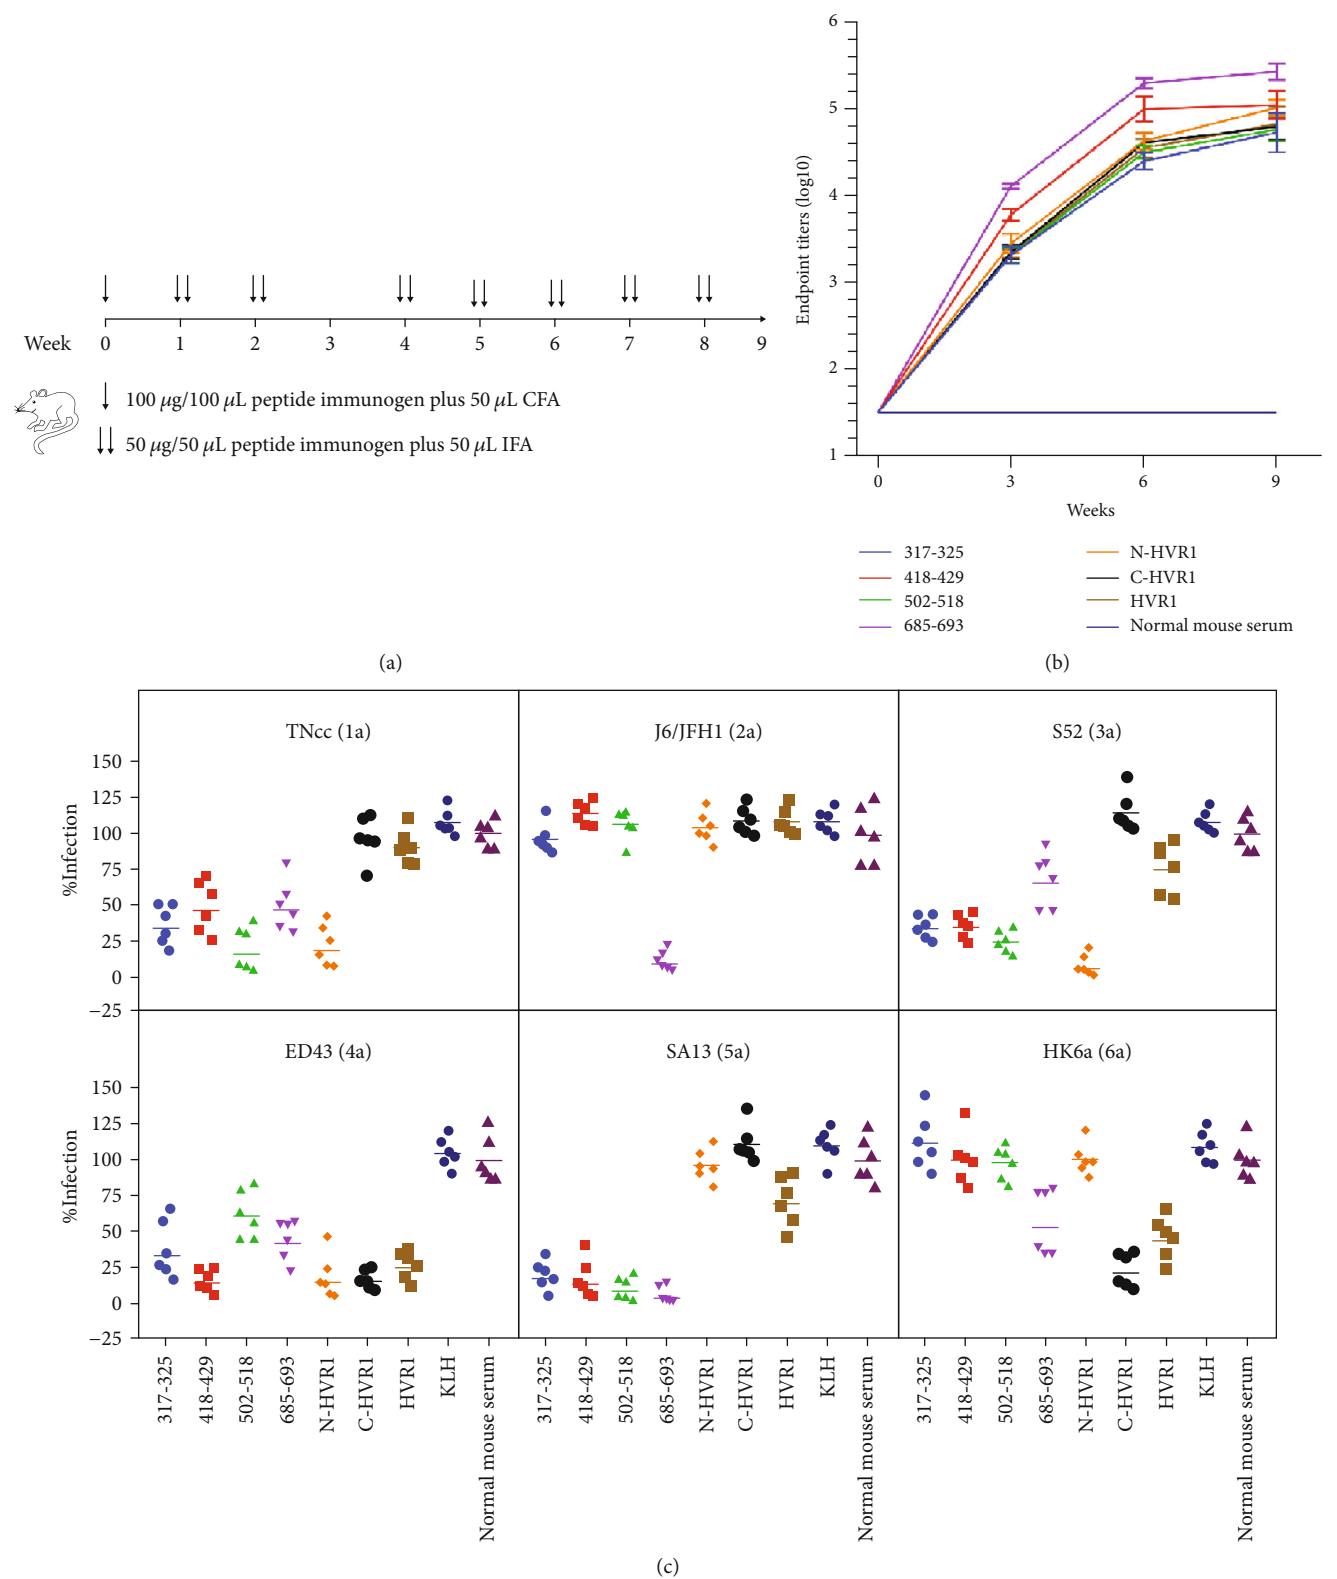 Week
0 1 2 3 4 5 6 7 8 9
100 μg/100 μL peptide immunogen plus 50 μL CFA
50 μg/50 μL peptide immunogen plus 50 μL IFA
(a)
Endpoint titers (log10)
6
5
4
3
2
1
0 3 6 9
Weeks
317-325
418-429
502-518
685-693
N-HVR1
C-HVR1
HVR1
Normal mouse serum
(b)
TNcc (1a)
J6/JFH1 (2a)
S52 (3a)
%Infection
150
125
100
75
50
25
0
−25
ED43 (4a)
SA13 (5a)
HK6a (6a)
%Infection
150
125
100
75
50
25
0
−25
317-325
418-429
502-518
685-693
N-HVR1
C-HVR1
HVR1
KLH
Normal mouse serum
317-325
418-429
502-518
685-693
N-HVR1
C-HVR1
HVR1
KLH
Normal mouse serum
317-325
418-429
502-518
685-693
N-HVR1
C-HVR1
HVR1
KLH
Normal mouse serum
(c)